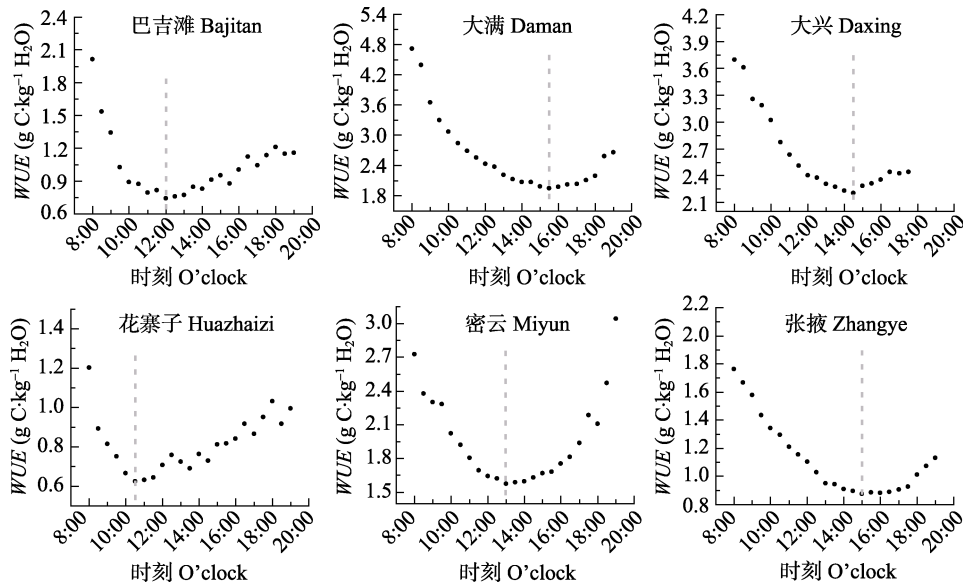 巴吉滩 Bajitan
WUE (g C·kg⁻¹ H₂O)
2.4
2.1
1.8
1.5
1.2
0.9
0.6
8:00 10:00 12:00 14:00 16:00 18:00 20:00
时刻 O'clock
大满 Daman
WUE (g C·kg⁻¹ H₂O)
5.4
4.8
4.2
3.6
3.0
2.4
1.8
8:00 10:00 12:00 14:00 16:00 18:00 20:00
时刻 O'clock
大兴 Daxing
WUE (g C·kg⁻¹ H₂O)
4.2
3.9
3.6
3.3
3.0
2.7
2.4
2.1
8:00 10:00 12:00 14:00 16:00 18:00 20:00
时刻 O'clock
花寨子 Huazhaizi
WUE (g C·kg⁻¹ H₂O)
1.4
1.2
1.0
0.8
0.6
8:00 10:00 12:00 14:00 16:00 18:00 20:00
时刻 O'clock
密云 Miyun
WUE (g C·kg⁻¹ H₂O)
3.0
2.7
2.4
2.1
1.8
1.5
8:00 10:00 12:00 14:00 16:00 18:00 20:00
时刻 O'clock
张掖 Zhangye
WUE (g C·kg⁻¹ H₂O)
2.2
2.0
1.8
1.6
1.4
1.2
1.0
0.8
8:00 10:00 12:00 14:00 16:00 18:00 20:00
时刻 O'clock